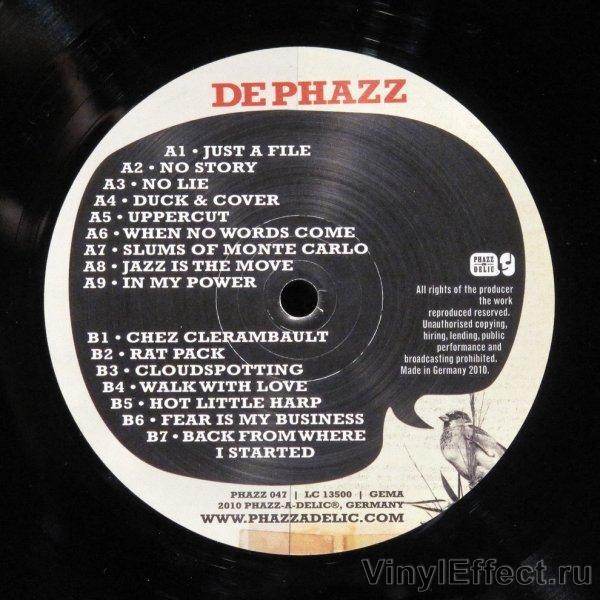 DE PHAZZ
A1 • JUST A FILE
A2 • NO STORY
A3 • NO LIE
A4 • DUCK & COVER
A5 • UPPERCUT
A6 • WHEN NO WORDS COME
A7 • SLUMS OF MONTE CARLO
A8 • JAZZ IS THE MOVE
A9 • IN MY POWER
PHAZZ
DELIC
All rights of the producer
the work
reproduced reserved.
Unauthorised copying,
hiring, lending, public
performance and
broadcasting prohibited.
Made in Germany 2010.
B1 • CHEZ CLERAMBAULT
B2 • RAT PACK
B3 • CLOUDSPOTTING
B4 • WALK WITH LOVE
B5 • HOT LITTLE HARP
B6 • FEAR IS MY BUSINESS
B7 • BACK FROM WHERE
I STARTED
PHAZZ 047 | LC 13500 | GEMA
2010 PHAZZ-A-DELIC®, GERMANY
WWW.PHAZZADELIC.COM
VinylEffect.ru